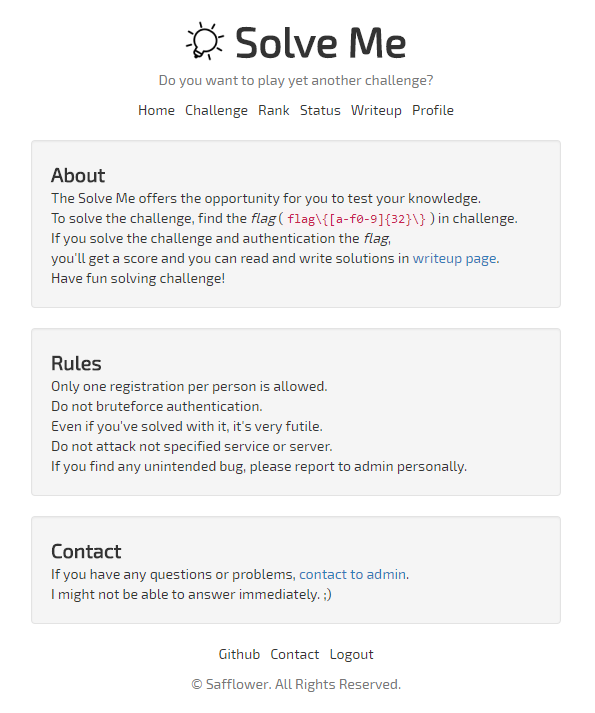 Solve Me
Do you want to play yet another challenge?
Home Challenge Rank Status Writeup Profile
About
The Solve Me offers the opportunity for you to test your knowledge.
To solve the challenge, find the flag ( flag\{[a-f0-9]{32}\} ) in challenge.
If you solve the challenge and authentication the flag,
you'll get a score and you can read and write solutions in writeup page.
Have fun solving challenge!
Rules
Only one registration per person is allowed.
Do not bruteforce authentication.
Even if you've solved with it, it's very futile.
Do not attack not specified service or server.
If you find any unintended bug, please report to admin personally.
Contact
If you have any questions or problems, contact to admin.
I might not be able to answer immediately. ;)
Github Contact Logout
© Safflower. All Rights Reserved.